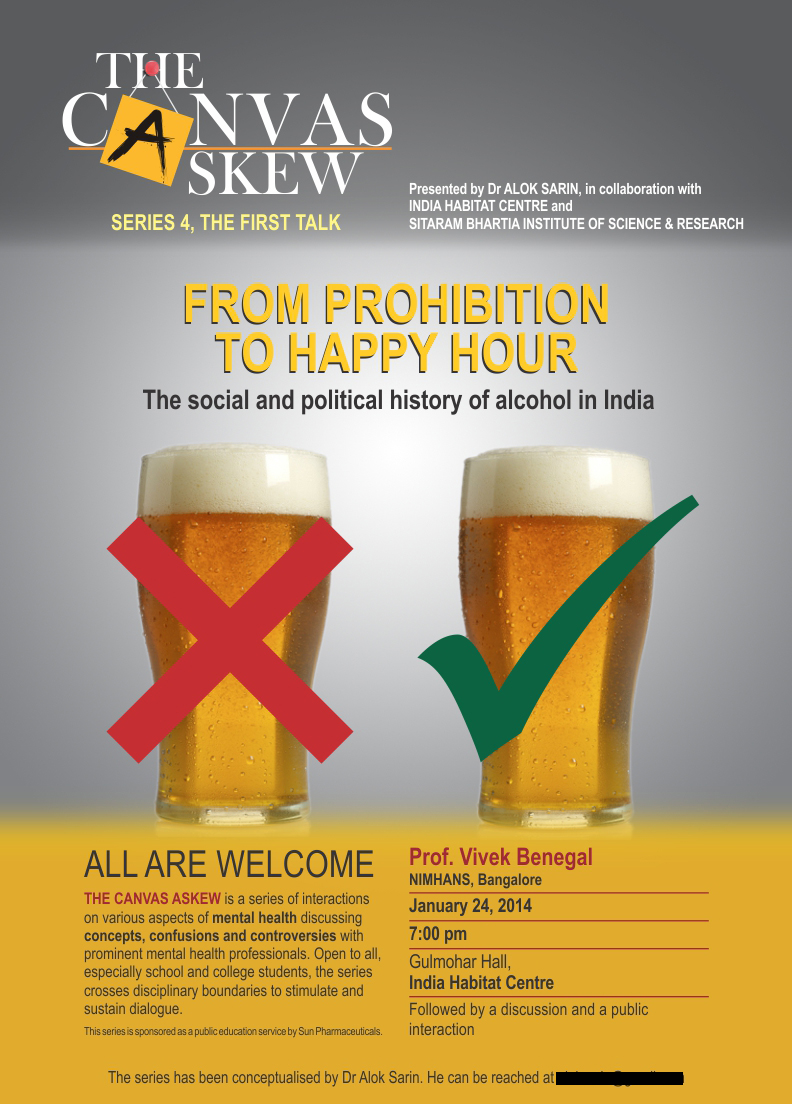 THE
CANVAS
ASKEW
SERIES 4, THE FIRST TALK
Presented by Dr ALOK SARIN, in collaboration with
INDIA HABITAT CENTRE and
SITARAM BHARTIA INSTITUTE OF SCIENCE & RESEARCH
FROM PROHIBITION
TO HAPPY HOUR
The social and political history of alcohol in India
ALL ARE WELCOME
THE CANVAS ASKEW is a series of interactions
on various aspects of mental health discussing
concepts, confusions and controversies with
prominent mental health professionals. Open to all,
especially school and college students, the series
crosses disciplinary boundaries to stimulate and
sustain dialogue.
This series is sponsored as a public education service by Sun Pharmaceuticals.
Prof. Vivek Benegal
NIMHANS, Bangalore
January 24, 2014
7:00 pm
Gulmohar Hall,
India Habitat Centre
Followed by a discussion and a public
interaction
The series has been conceptualised by Dr Alok Sarin. He can be reached at